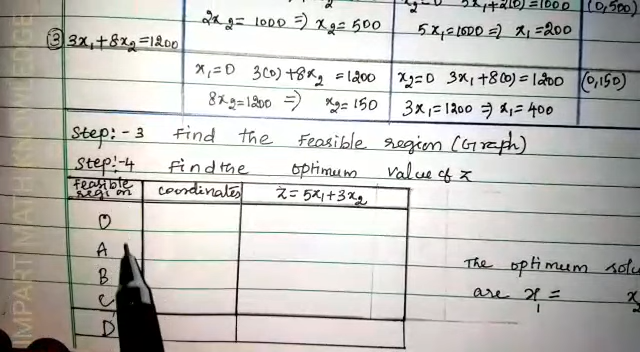 2x₂ = 1000 ⇒ x₂ = 500
5x₁ = 1000 ⇒ x₁ = 200
(0,500)
③ 3x₁ + 8x₂ = 1200
x₁ = 0 3(0) + 8x₂ = 1200
x₂ = 0 3x₁ + 8(0) = 1200
(0,150)
8x₂ = 1200 ⇒ x₂ = 150
3x₁ = 1200 ⇒ x₁ = 400
Step:-3 Find the Feasible region (Graph)
Step:-4 Find the optimum value of z
feasible region
coordinates
z = 5x₁ + 3x₂
O
A
B
C
D
The optimum
are x₁ =
IMPART MATH KNOWLEDGE